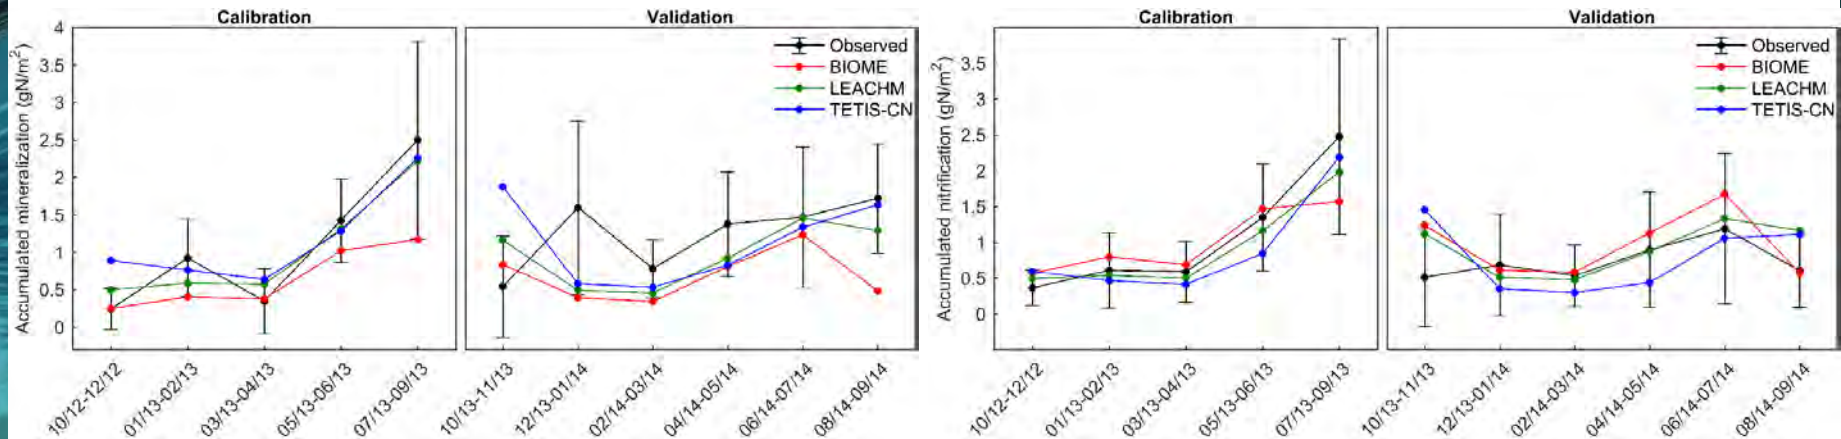 Calibration
Validation
Accumulated mineralization (gN/m2)
4
3.5
3
2.5
2
1.5
1
0.5
0
Observed
BIOME
LEACHM
TETIS-CN
10/12-12/12
01/13-02/13
03/13-04/13
05/13-06/13
07/13-09/13
10/13-11/13
12/13-01/14
02/14-03/14
04/14-05/14
06/14-07/14
08/14-09/14
Calibration
Validation
Accumulated nitrification (gN/m2)
3.5
3
2.5
2
1.5
1
0.5
0
Observed
BIOME
LEACHM
TETIS-CN
10/12-12/12
01/13-02/13
03/13-04/13
05/13-06/13
07/13-09/13
10/13-11/13
12/13-01/14
02/14-03/14
04/14-05/14
06/14-07/14
08/14-09/14